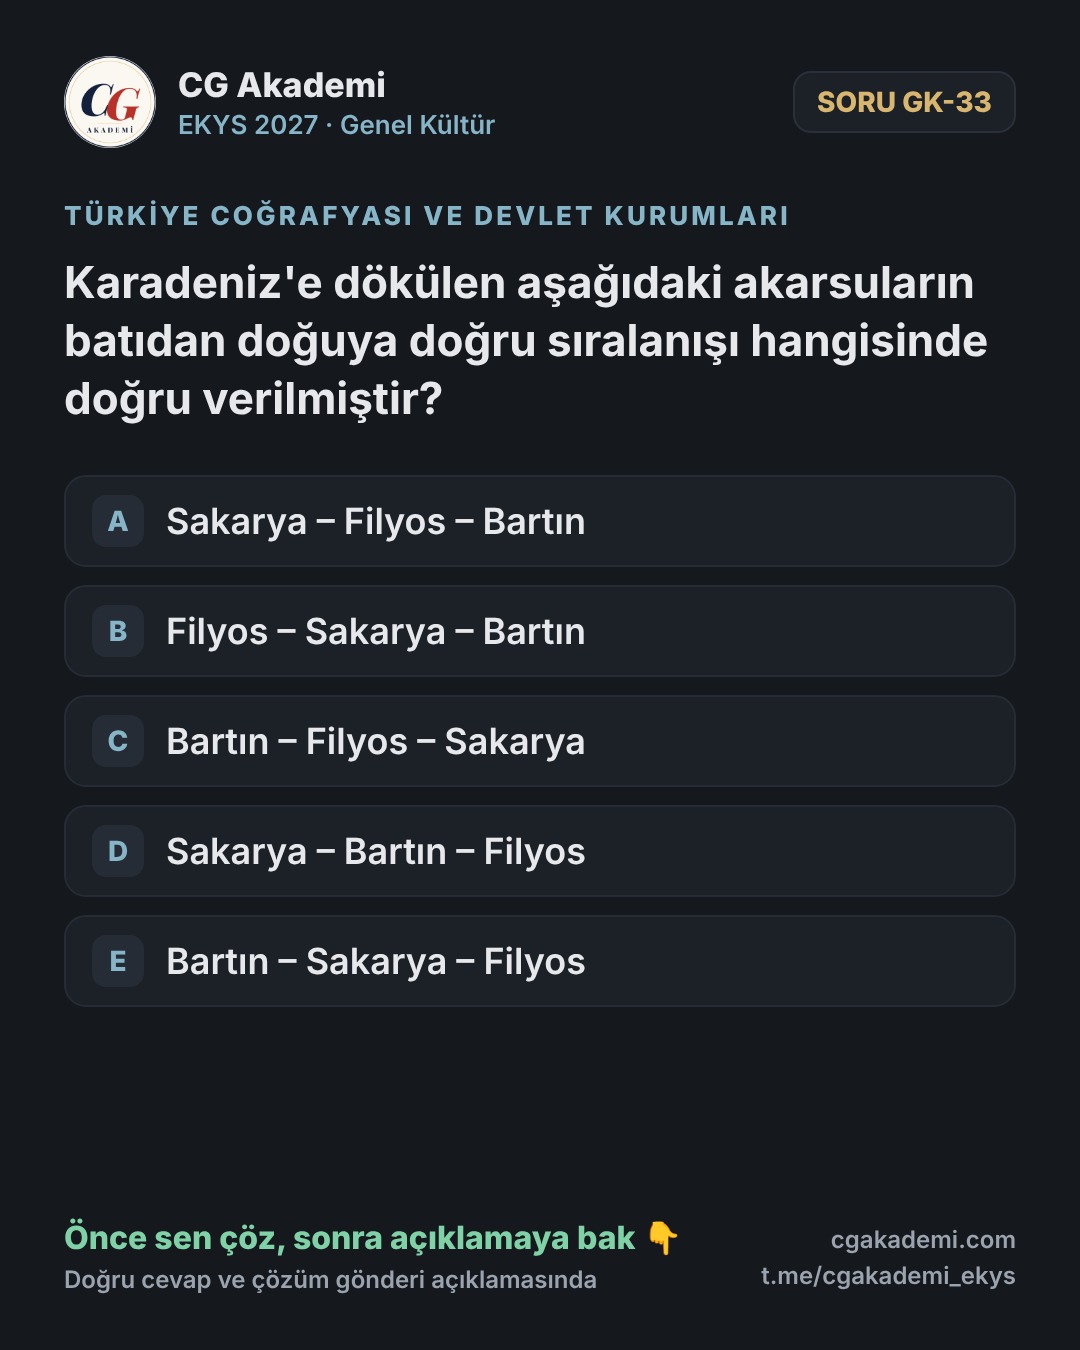 CG AKADEMİ
CG Akademi
EKYS 2027 · Genel Kültür
SORU GK-33
TÜRKİYE COĞRAFYASI VE DEVLET KURUMLARI
Karadeniz'e dökülen aşağıdaki akarsuların
batıdan doğuya doğru sıralanışı hangisinde
doğru verilmiştir?
A Sakarya – Filyos – Bartın
B Filyos – Sakarya – Bartın
C Bartın – Filyos – Sakarya
D Sakarya – Bartın – Filyos
E Bartın – Sakarya – Filyos
Önce sen çöz, sonra açıklamaya bak 👇
Doğru cevap ve çözüm gönderi açıklamasında
cgakademi.com
t.me/cgakademi_ekys